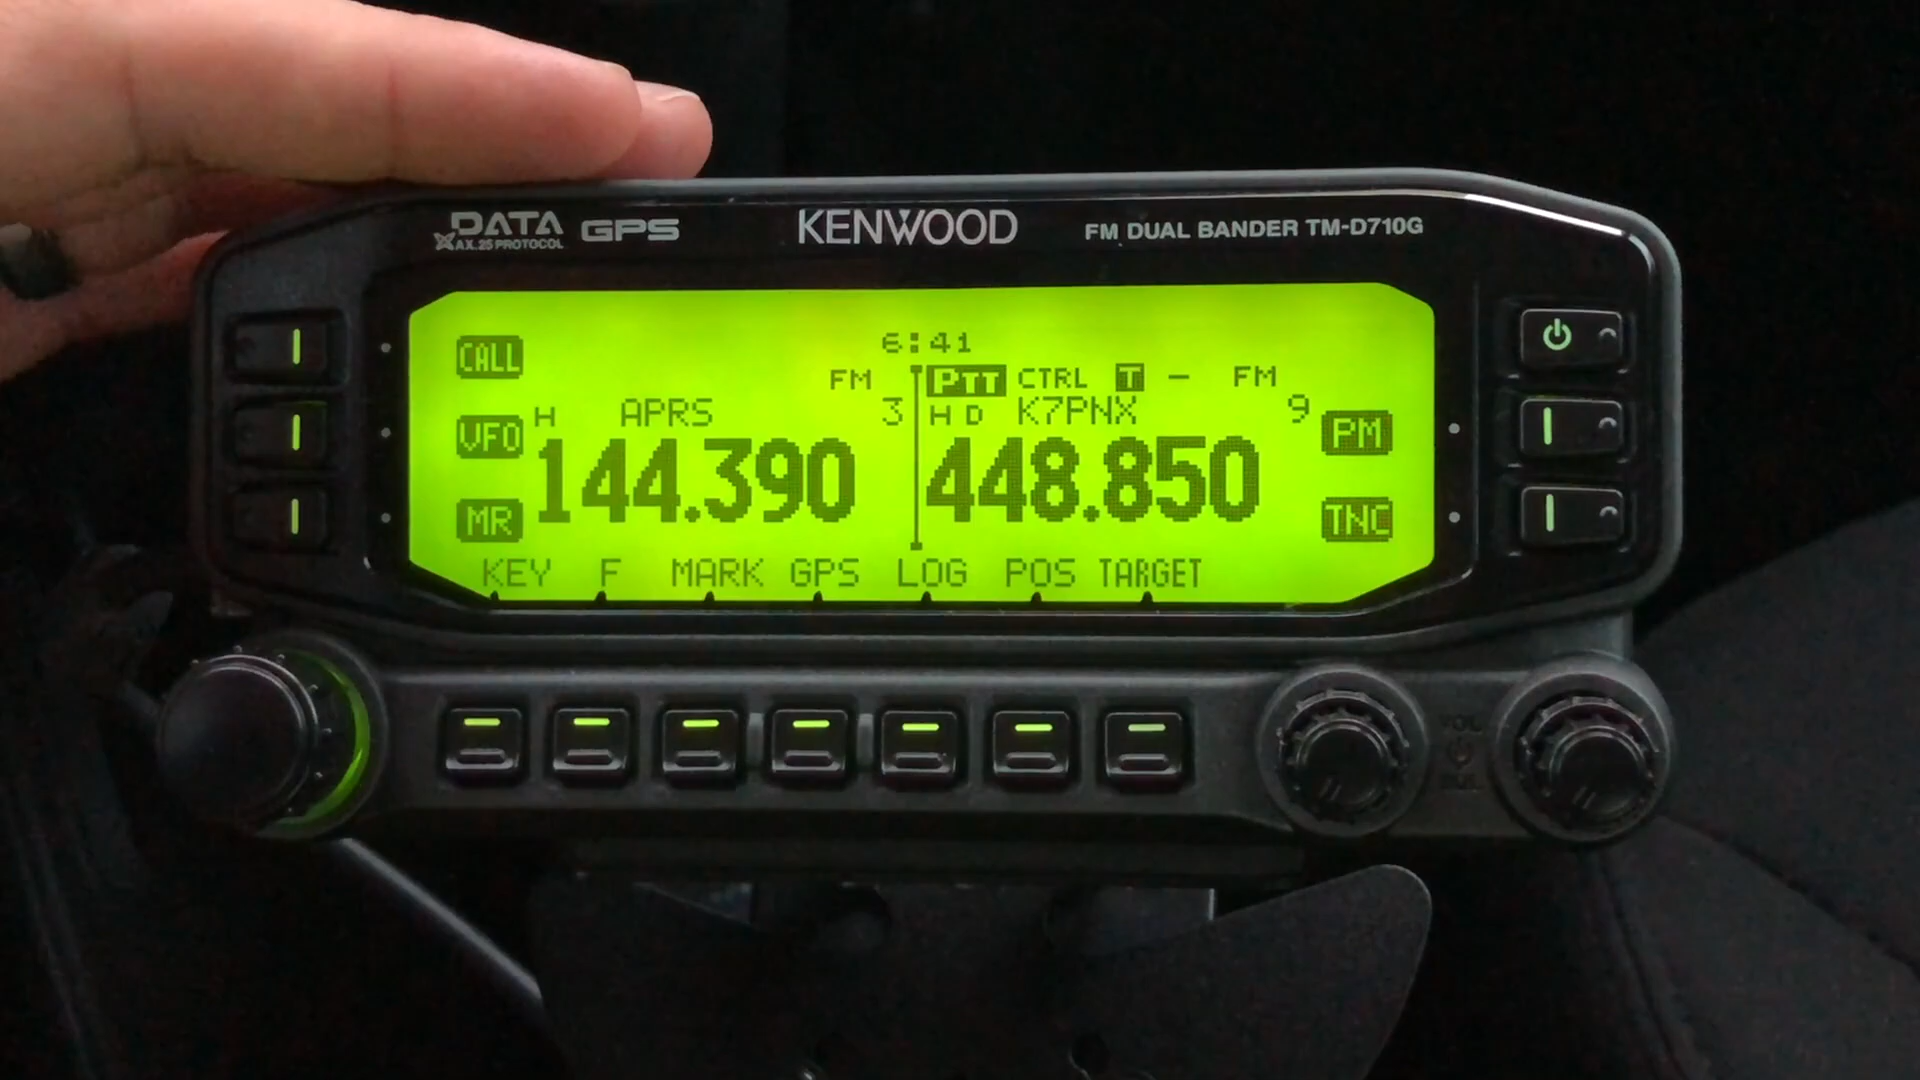 DATA GPS KENWOOD FM DUAL BANDER TM-D710G
AX.25 PROTOCOL
6:41
CALL
FM PTT CTRL T - FM
H APRS 3 H D K7PNX 9
VFO PM
144.390 448.850
MR TNC
KEY F MARK GPS LOG POS TARGET
VOL